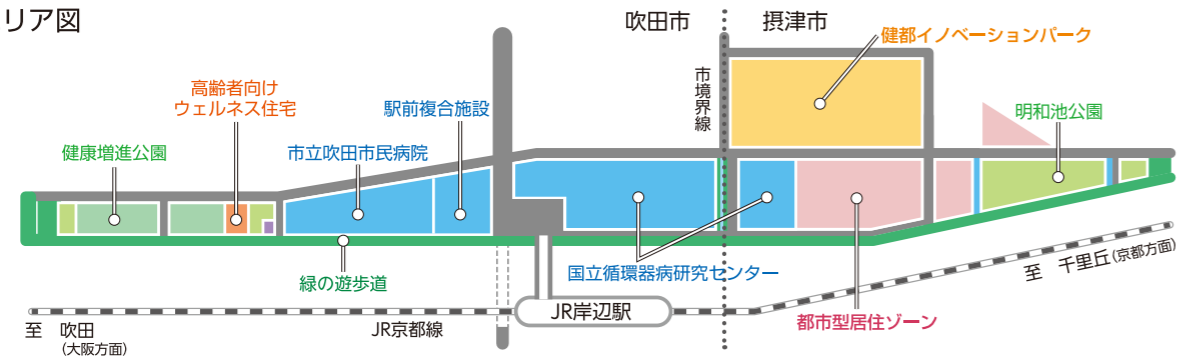 リア図
吹田市
摂津市
健都イノベーションパーク
市境界線
高齢者向け
ウェルネス住宅
駅前複合施設
明和池公園
健康増進公園
市立吹田市民病院
国立循環器病研究センター
緑の遊歩道
至 千里丘(京都方面)
JR岸辺駅
都市型居住ゾーン
至 吹田
(大阪方面)
JR京都線